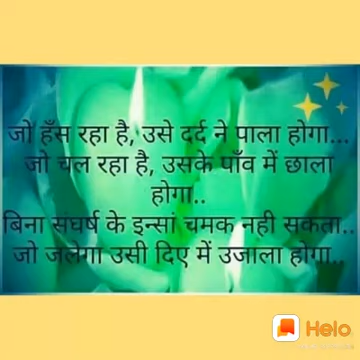 जो हँस रहा है, उसे दर्द ने पाला होगा...
जो चल रहा है, उसके पाँव में छाला
होगा..
बिना संघर्ष के इन्सां चमक नही सकता..
जो जलेगा उसी दिए में उजाला होगा..
Helo